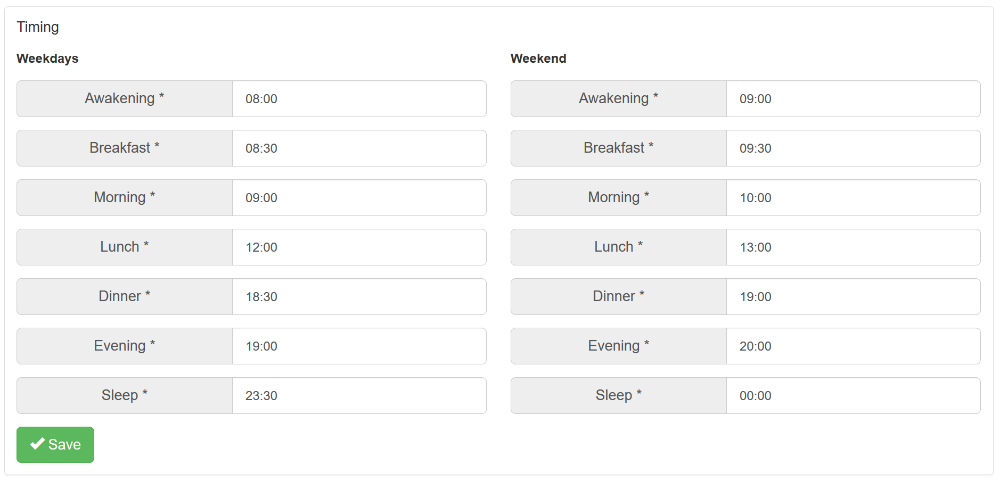 Timing
Weekdays
Awakening * 08:00
Breakfast * 08:30
Morning * 09:00
Lunch * 12:00
Dinner * 18:30
Evening * 19:00
Sleep * 23:30
Weekend
Awakening * 09:00
Breakfast * 09:30
Morning * 10:00
Lunch * 13:00
Dinner * 19:00
Evening * 20:00
Sleep * 00:00
Save